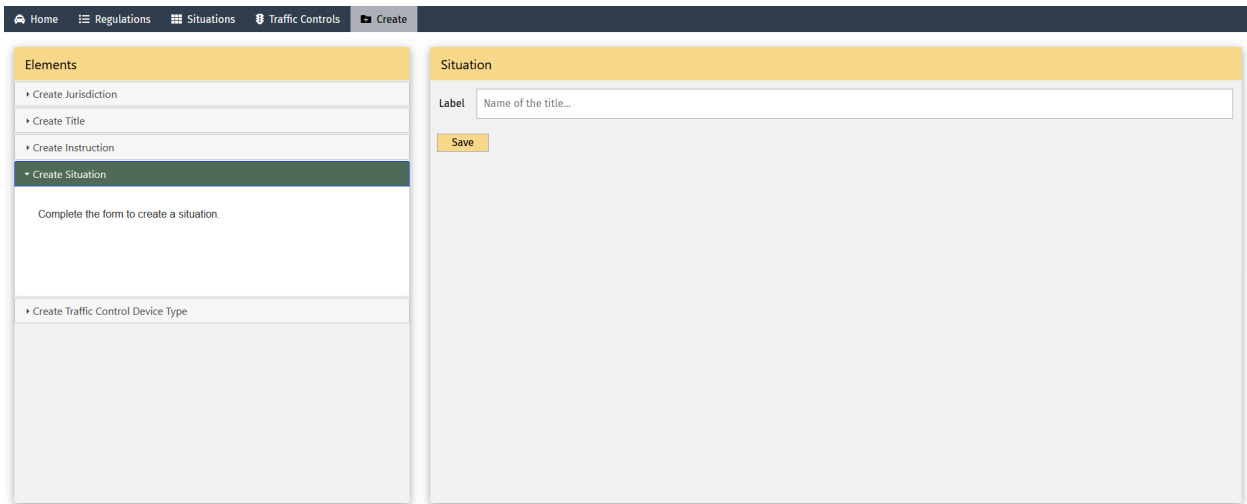 Home Regulations Situations Traffic Controls Create
Elements
Create Jurisdiction
Create Title
Create Instruction
Create Situation
Complete the form to create a situation.
Create Traffic Control Device Type
Situation
Label Name of the title...
Save